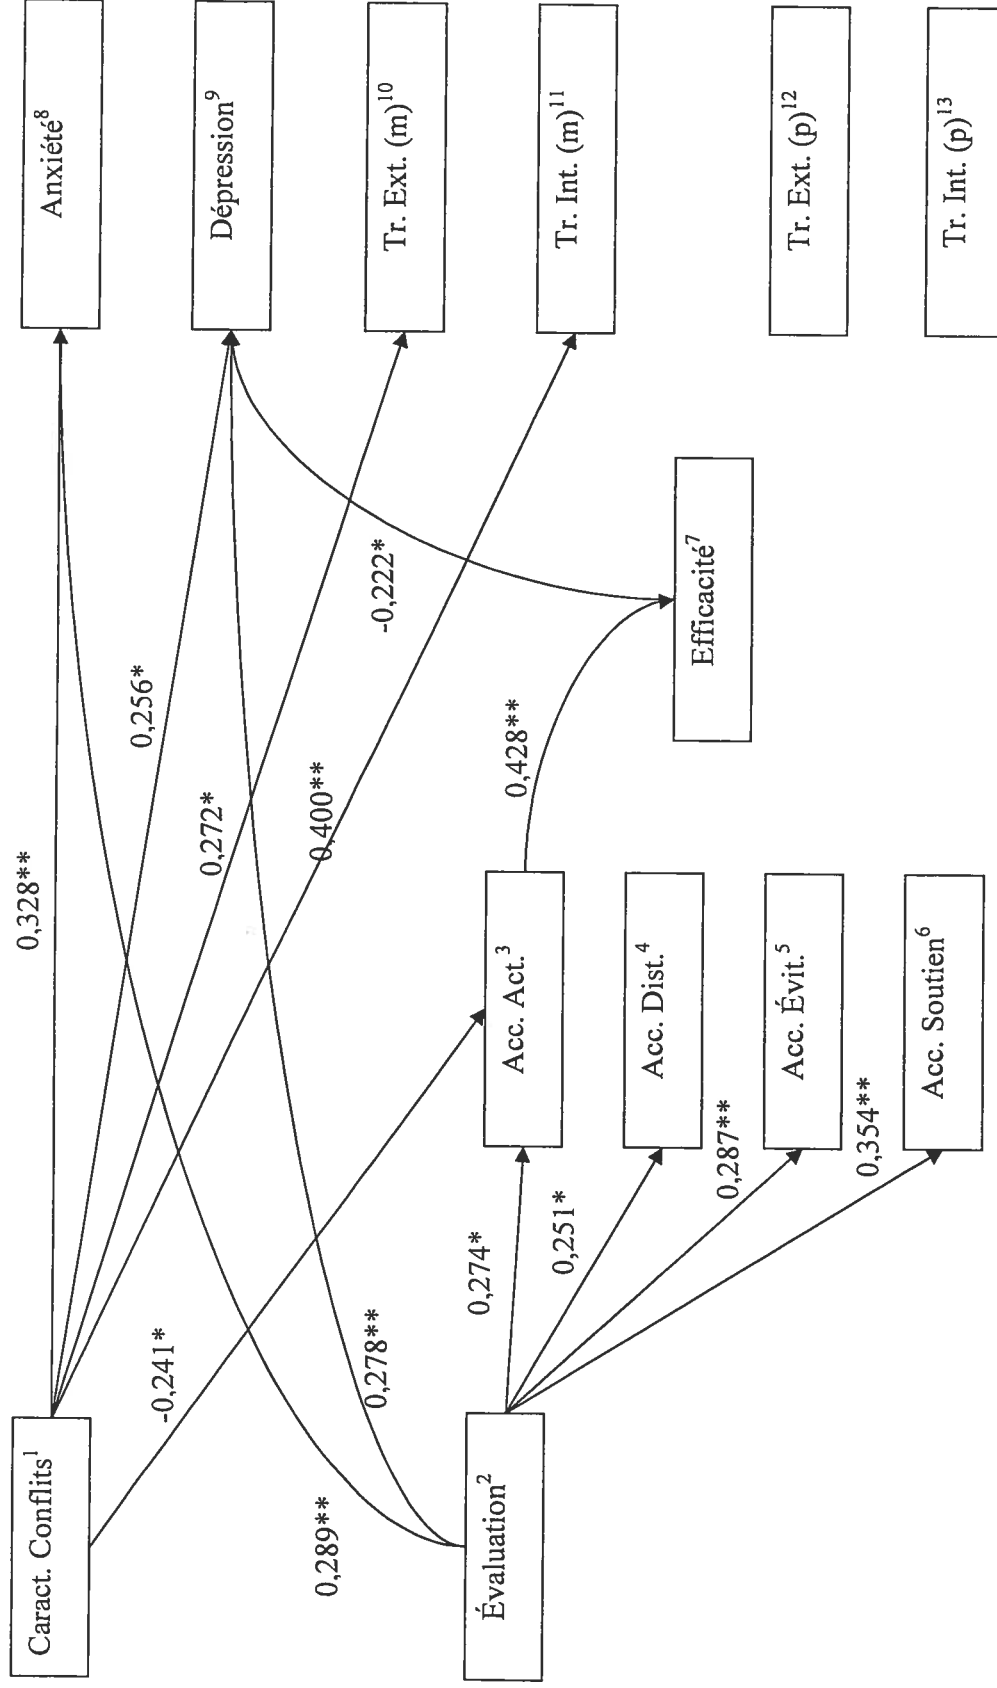 Caract. Conflits¹
Évaluation²
0,328**
0,256*
0,272*
0,400**
-0,241*
0,289**
0,278**
0,274*
0,251*
0,287**
0,354**
Acc. Act.³
Acc. Dist.⁴
Acc. Évit.⁵
Acc. Soutien⁶
0,428**
-0,222*
Efficacité⁷
Anxiété⁸
Dépression⁹
Tr. Ext. (m)¹⁰
Tr. Int. (m)¹¹
Tr. Ext. (p)¹²
Tr. Int. (p)¹³